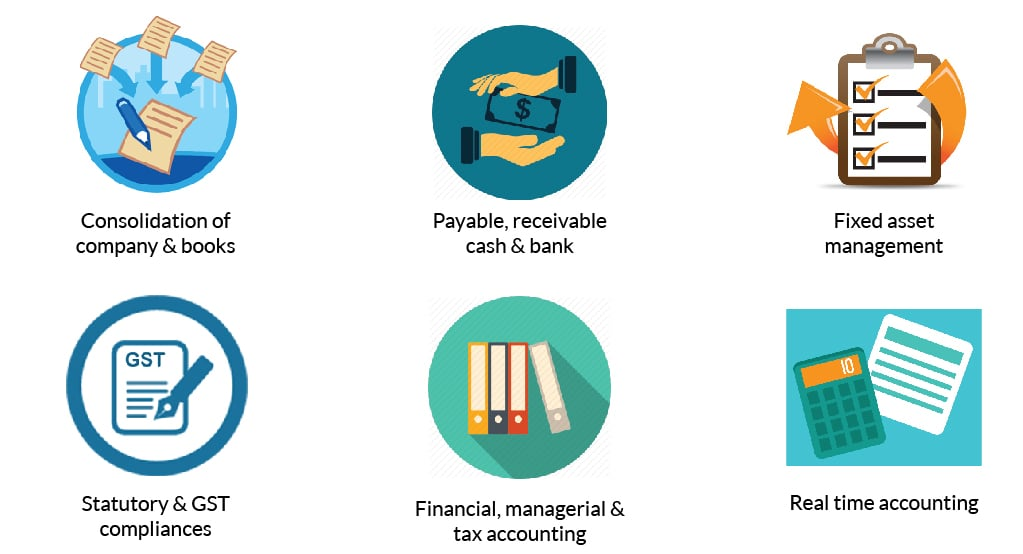 $
Consolidation of
company & books
Payable, receivable
cash & bank
Fixed asset
management
GST
Statutory & GST
compliances
Financial, managerial &
tax accounting
10
Real time accounting